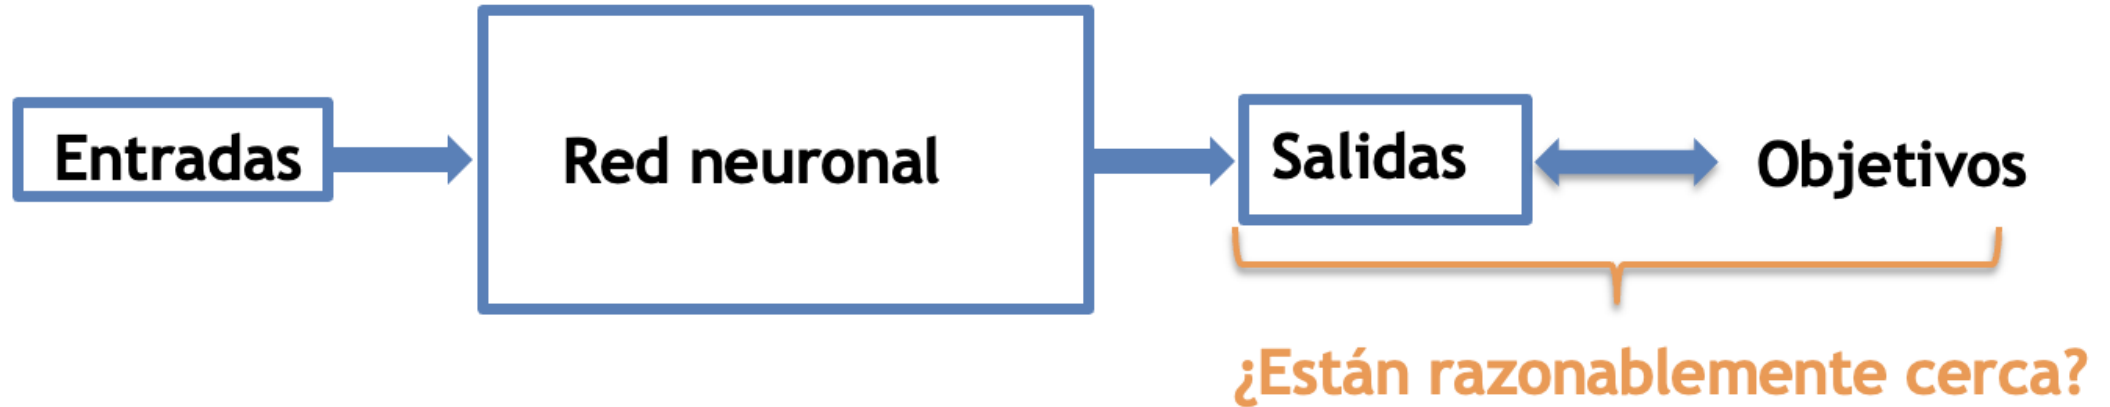 Entradas
Red neuronal
Salidas
Objetivos
¿Están razonablemente cerca?